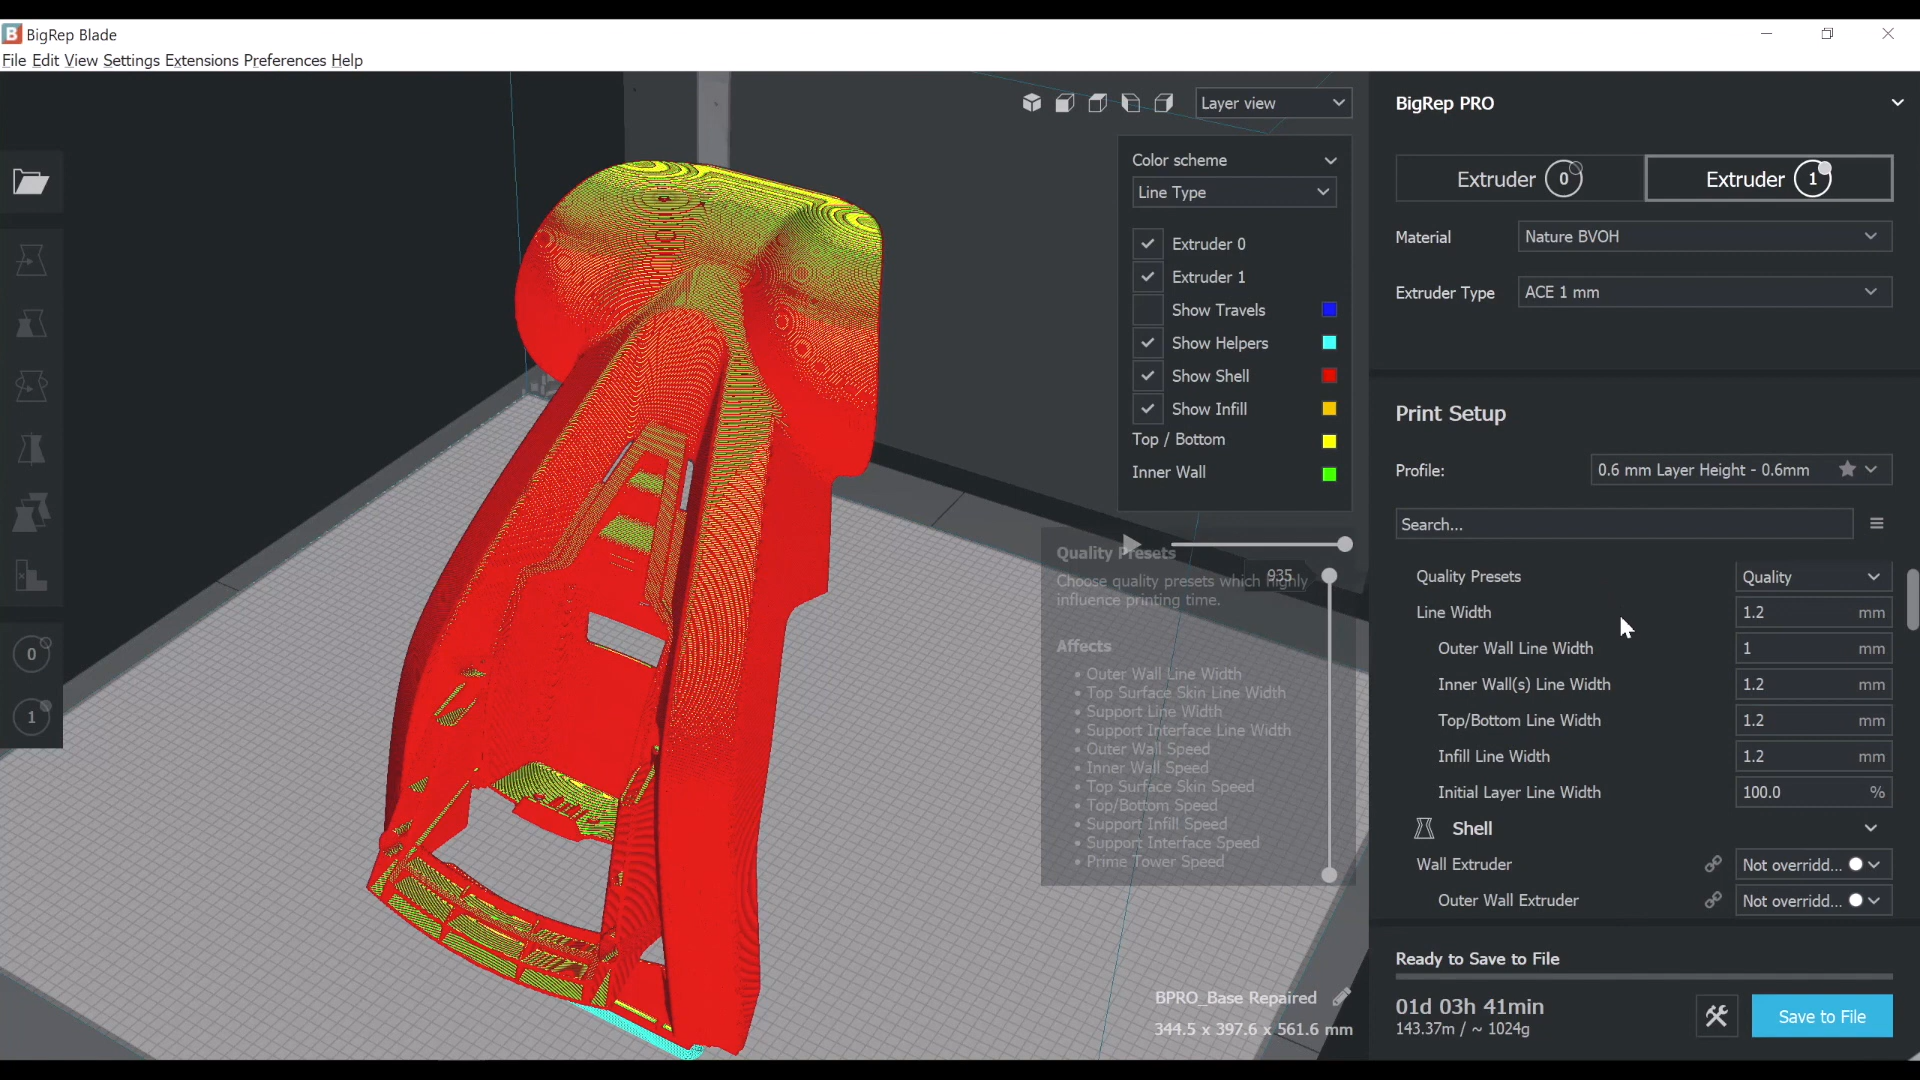 BigRep Blade
File Edit View Settings Extensions Preferences Help
Layer view
Color scheme
Line Type
Extruder 0
Extruder 1
Show Travels
Show Helpers
Show Shell
Show Infill
Top / Bottom
Inner Wall
935
Quality Presets
Choose quality presets which highly
influence printing time.
Affects
• Outer Wall Line Width
• Top Surface Skin Line Width
• Support Line Width
• Support Interface Line Width
• Outer Wall Speed
• Inner Wall Speed
• Top Surface Skin Speed
• Top/Bottom Speed
• Support Infill Speed
• Support Interface Speed
• Prime Tower Speed
0
1
BPRO_Base Repaired
344.5 x 397.6 x 561.6 mm
BigRep PRO
Extruder 0
Extruder 1
Material Nature BVOH
Extruder Type ACE 1 mm
Print Setup
Profile: 0.6 mm Layer Height - 0.6mm
Search...
Quality Presets Quality
Line Width 1.2 mm
Outer Wall Line Width 1 mm
Inner Wall(s) Line Width 1.2 mm
Top/Bottom Line Width 1.2 mm
Infill Line Width 1.2 mm
Initial Layer Line Width 100.0 %
Shell
Wall Extruder Not overridd...
Outer Wall Extruder Not overridd...
Ready to Save to File
01d 03h 41min
143.37m / ~ 1024g
Save to File